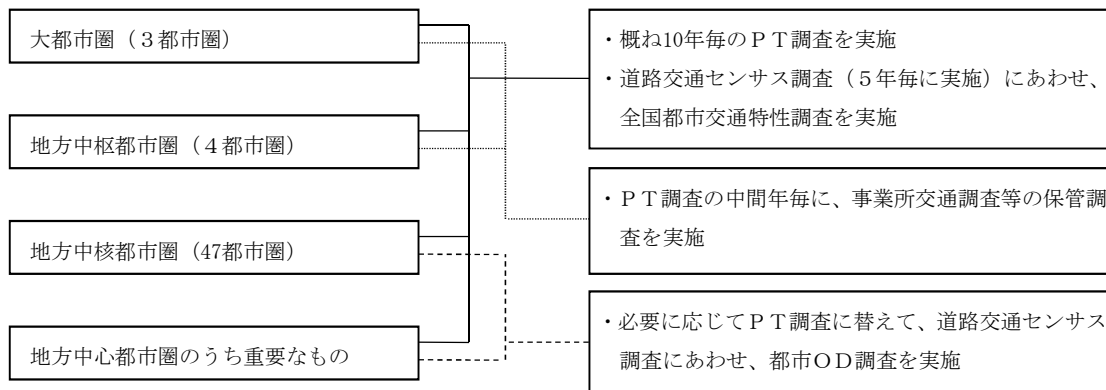 大都市圏（３都市圏）
地方中枢都市圏（４都市圏）
地方中核都市圏（47都市圏）
地方中心都市圏のうち重要なもの
・概ね10年毎のＰＴ調査を実施
・道路交通センサス調査（５年毎に実施）にあわせ、
全国都市交通特性調査を実施
・ＰＴ調査の中間年毎に、事業所交通調査等の保管調
査を実施
・必要に応じてＰＴ調査に替えて、道路交通センサス
調査にあわせ、都市ＯＤ調査を実施